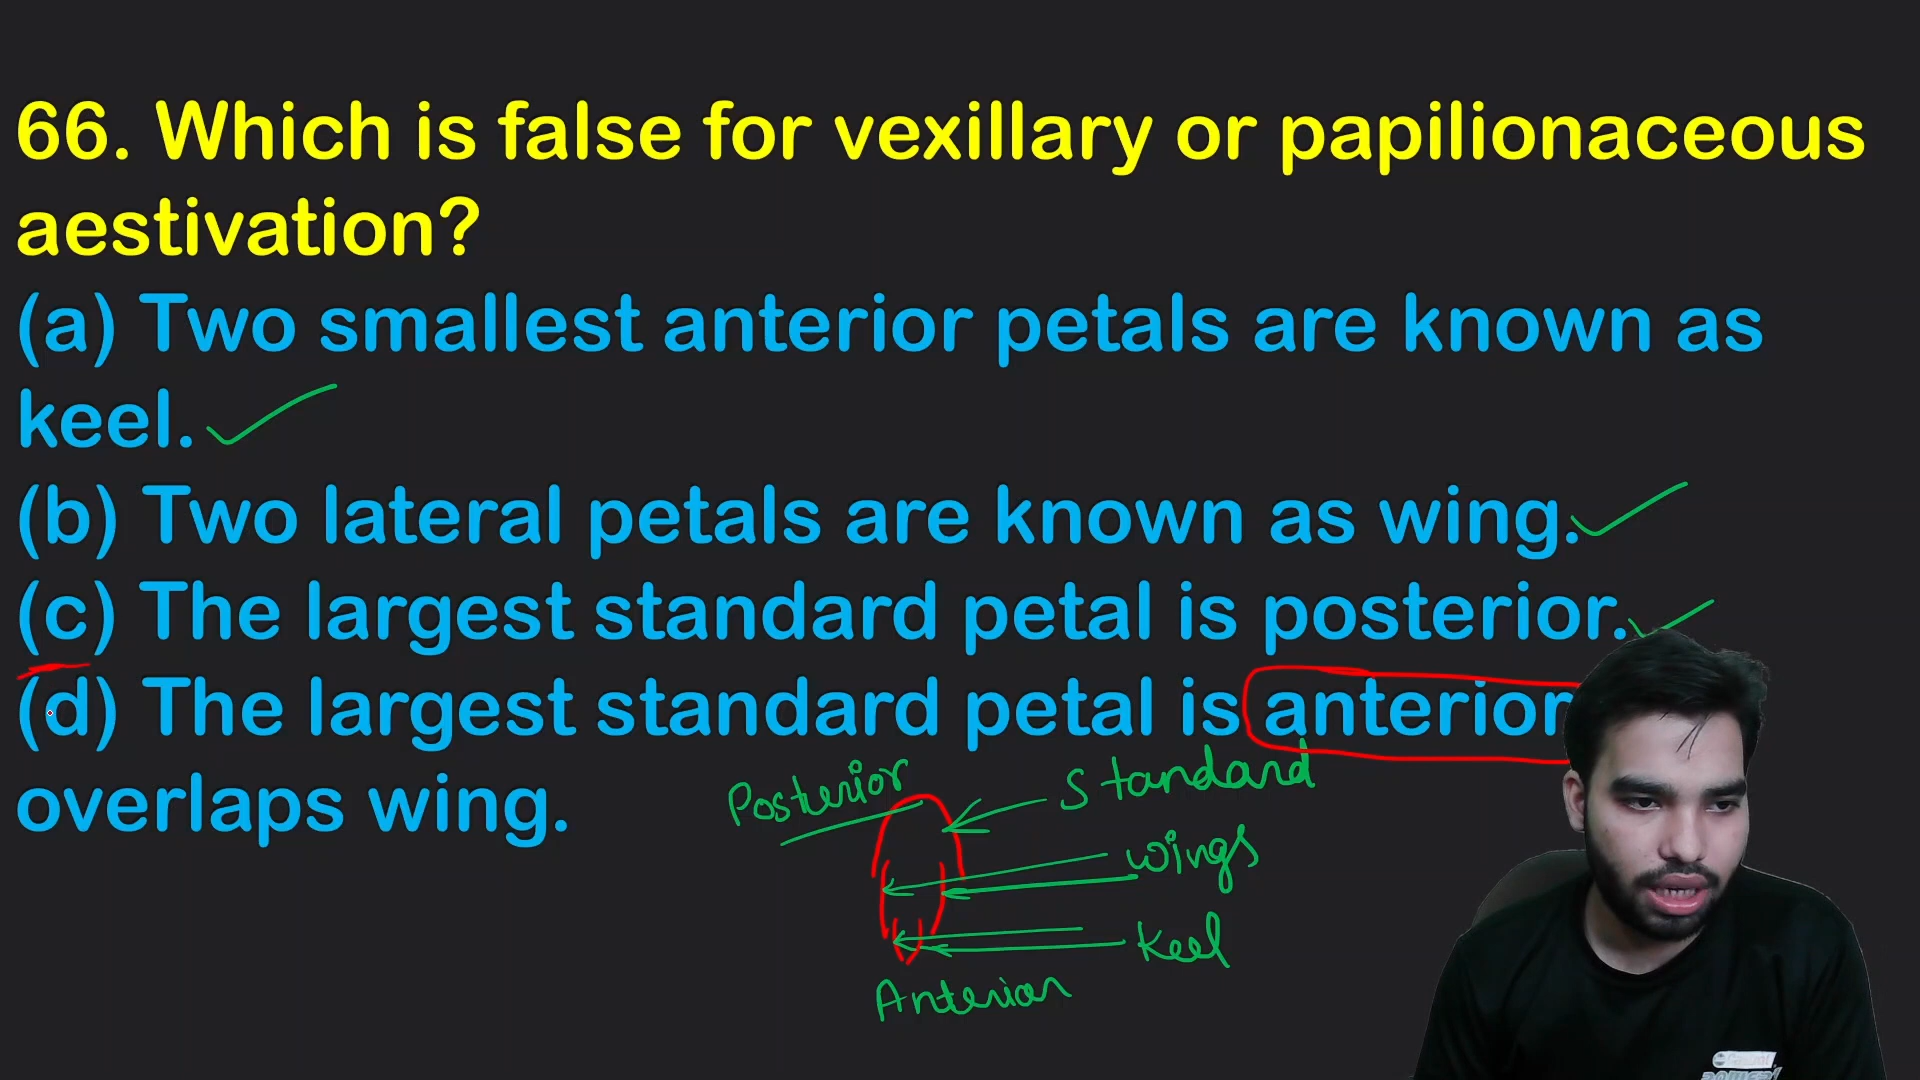 66. Which is false for vexillary or papilionaceous
aestivation?
(a) Two smallest anterior petals are known as
keel.
(b) Two lateral petals are known as wing.
(c) The largest standard petal is posterior.
(d) The largest standard petal is anterior
overlaps wing.
Posterior
Standard
Wings
Keel
Anterior